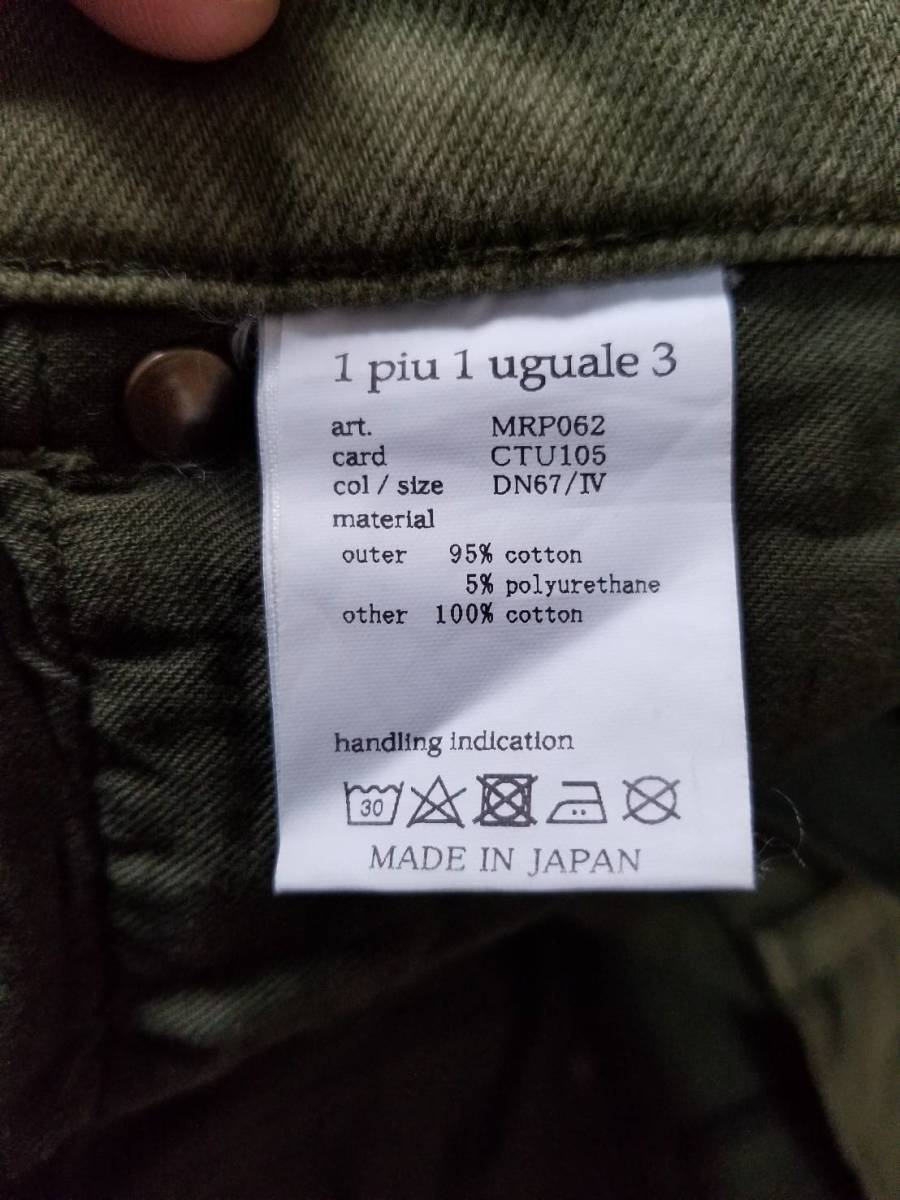 1 piu 1 uguale 3
art. MRP062
card CTU105
col / size DN67/Ⅳ
material
outer 95% cotton
5% polyurethane
other 100% cotton
handling indication
30
MADE IN JAPAN